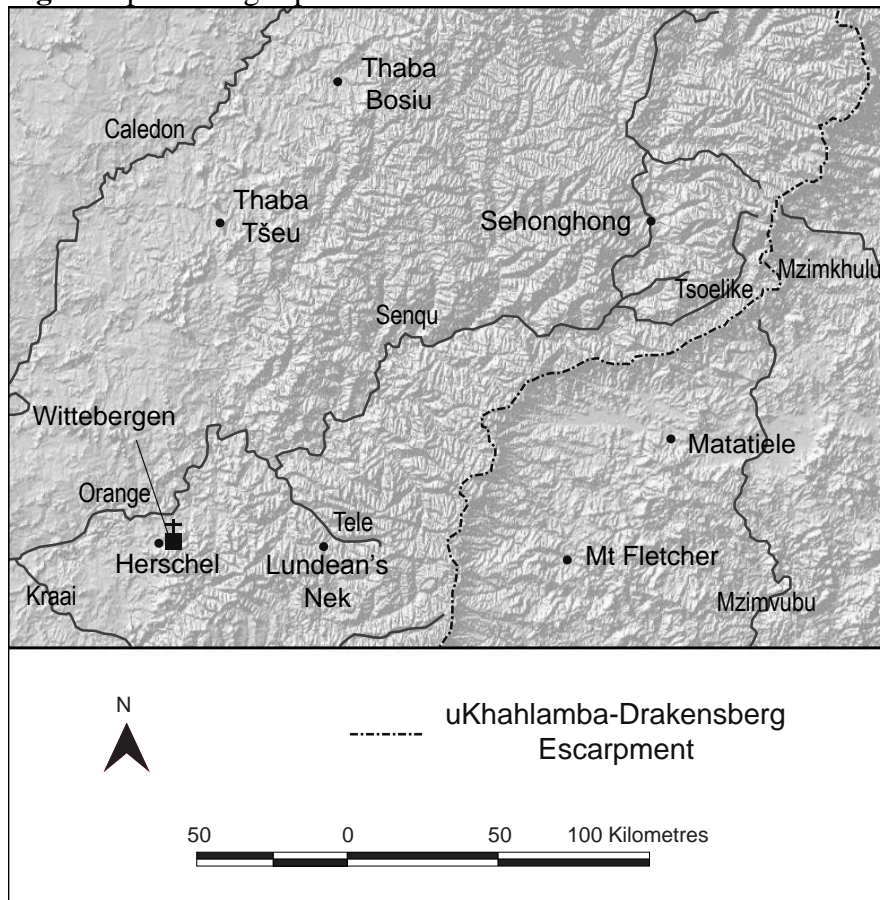 Thaba
Bosiu
Caledon
Thaba
Tšeu
Sehonghong
Mzimkhulu
Tsoelike
Senqu
Wittebergen
Matatiele
Orange
Tele
Herschel
Lundean's
Nek
Mt Fletcher
Kraai
Mzimvubu
N
uKhahlamba-Drakensberg
Escarpment
50 0 50 100 Kilometres